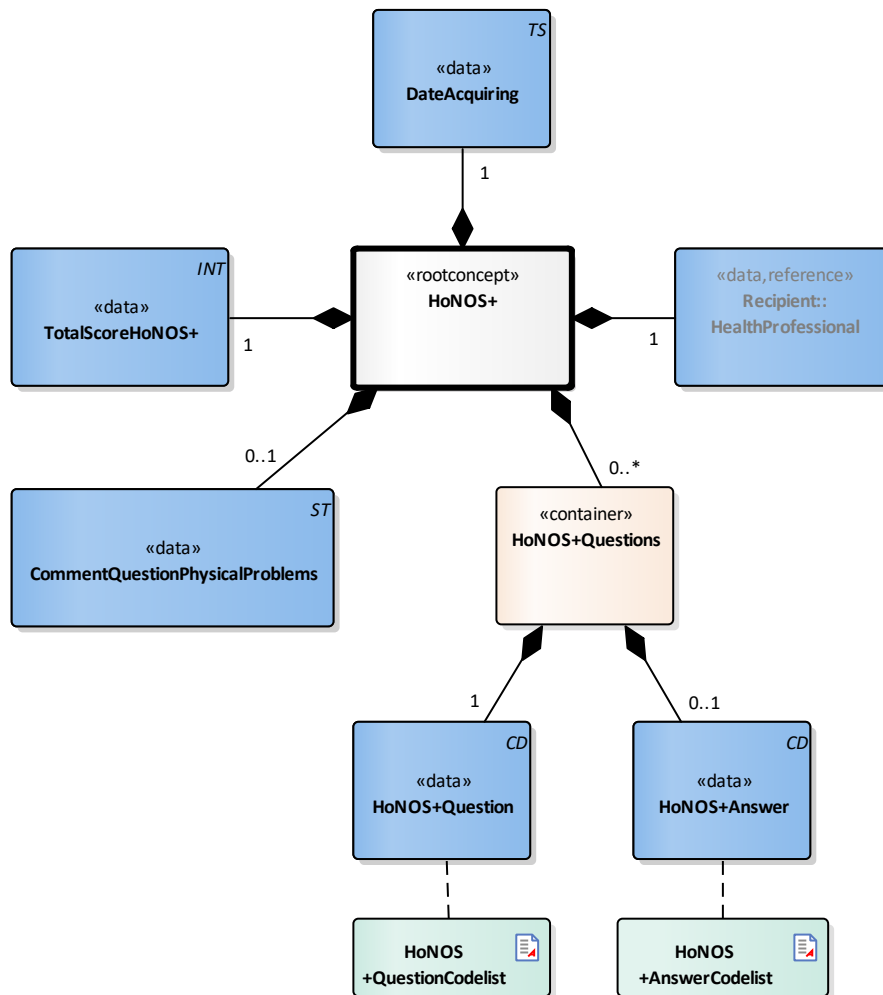 TS
«data»
DateAcquiring
1
INT
«data»
TotalScoreHoNOS+
1
«rootconcept»
HoNOS+
«data,reference»
Recipient::
HealthProfessional
1
0..1
0..*
ST
«data»
CommentQuestionPhysicalProblems
«container»
HoNOS+Questions
1
0..1
CD
«data»
HoNOS+Question
CD
«data»
HoNOS+Answer
HoNOS
+QuestionCodelist
HoNOS
+AnswerCodelist